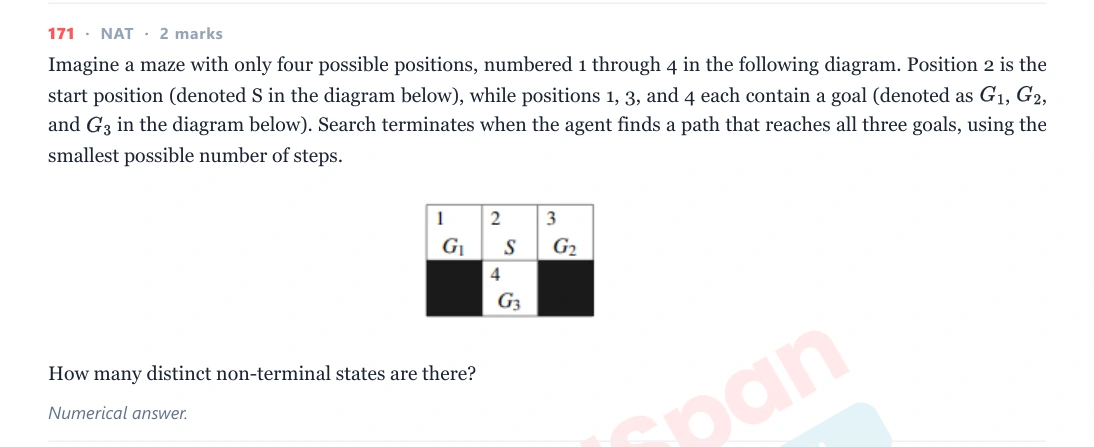 171 · NAT · 2 marks
Imagine a maze with only four possible positions, numbered 1 through 4 in the following diagram. Position 2 is the
start position (denoted S in the diagram below), while positions 1, 3, and 4 each contain a goal (denoted as G₁, G₂,
and G₃ in the diagram below). Search terminates when the agent finds a path that reaches all three goals, using the
smallest possible number of steps.
1 2 3
G₁ S G₂
4
G₃
How many distinct non-terminal states are there?
Numerical answer.
span